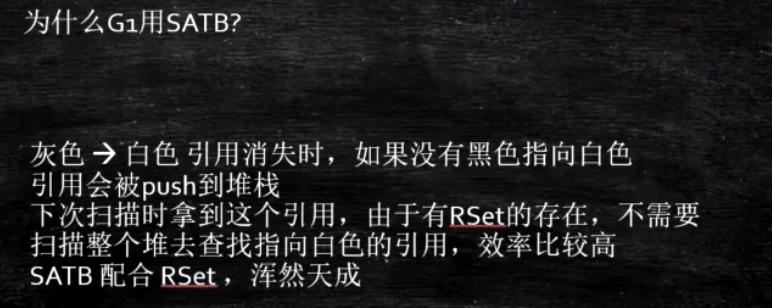 为什么G1用SATB?
灰色 → 白色 引用消失时，如果没有黑色指向白色
引用会被push到堆栈
下次扫描时拿到这个引用，由于有RSet的存在，不需要
扫描整个堆去查找指向白色的引用，效率比较高
SATB 配合 RSet ，浑然天成